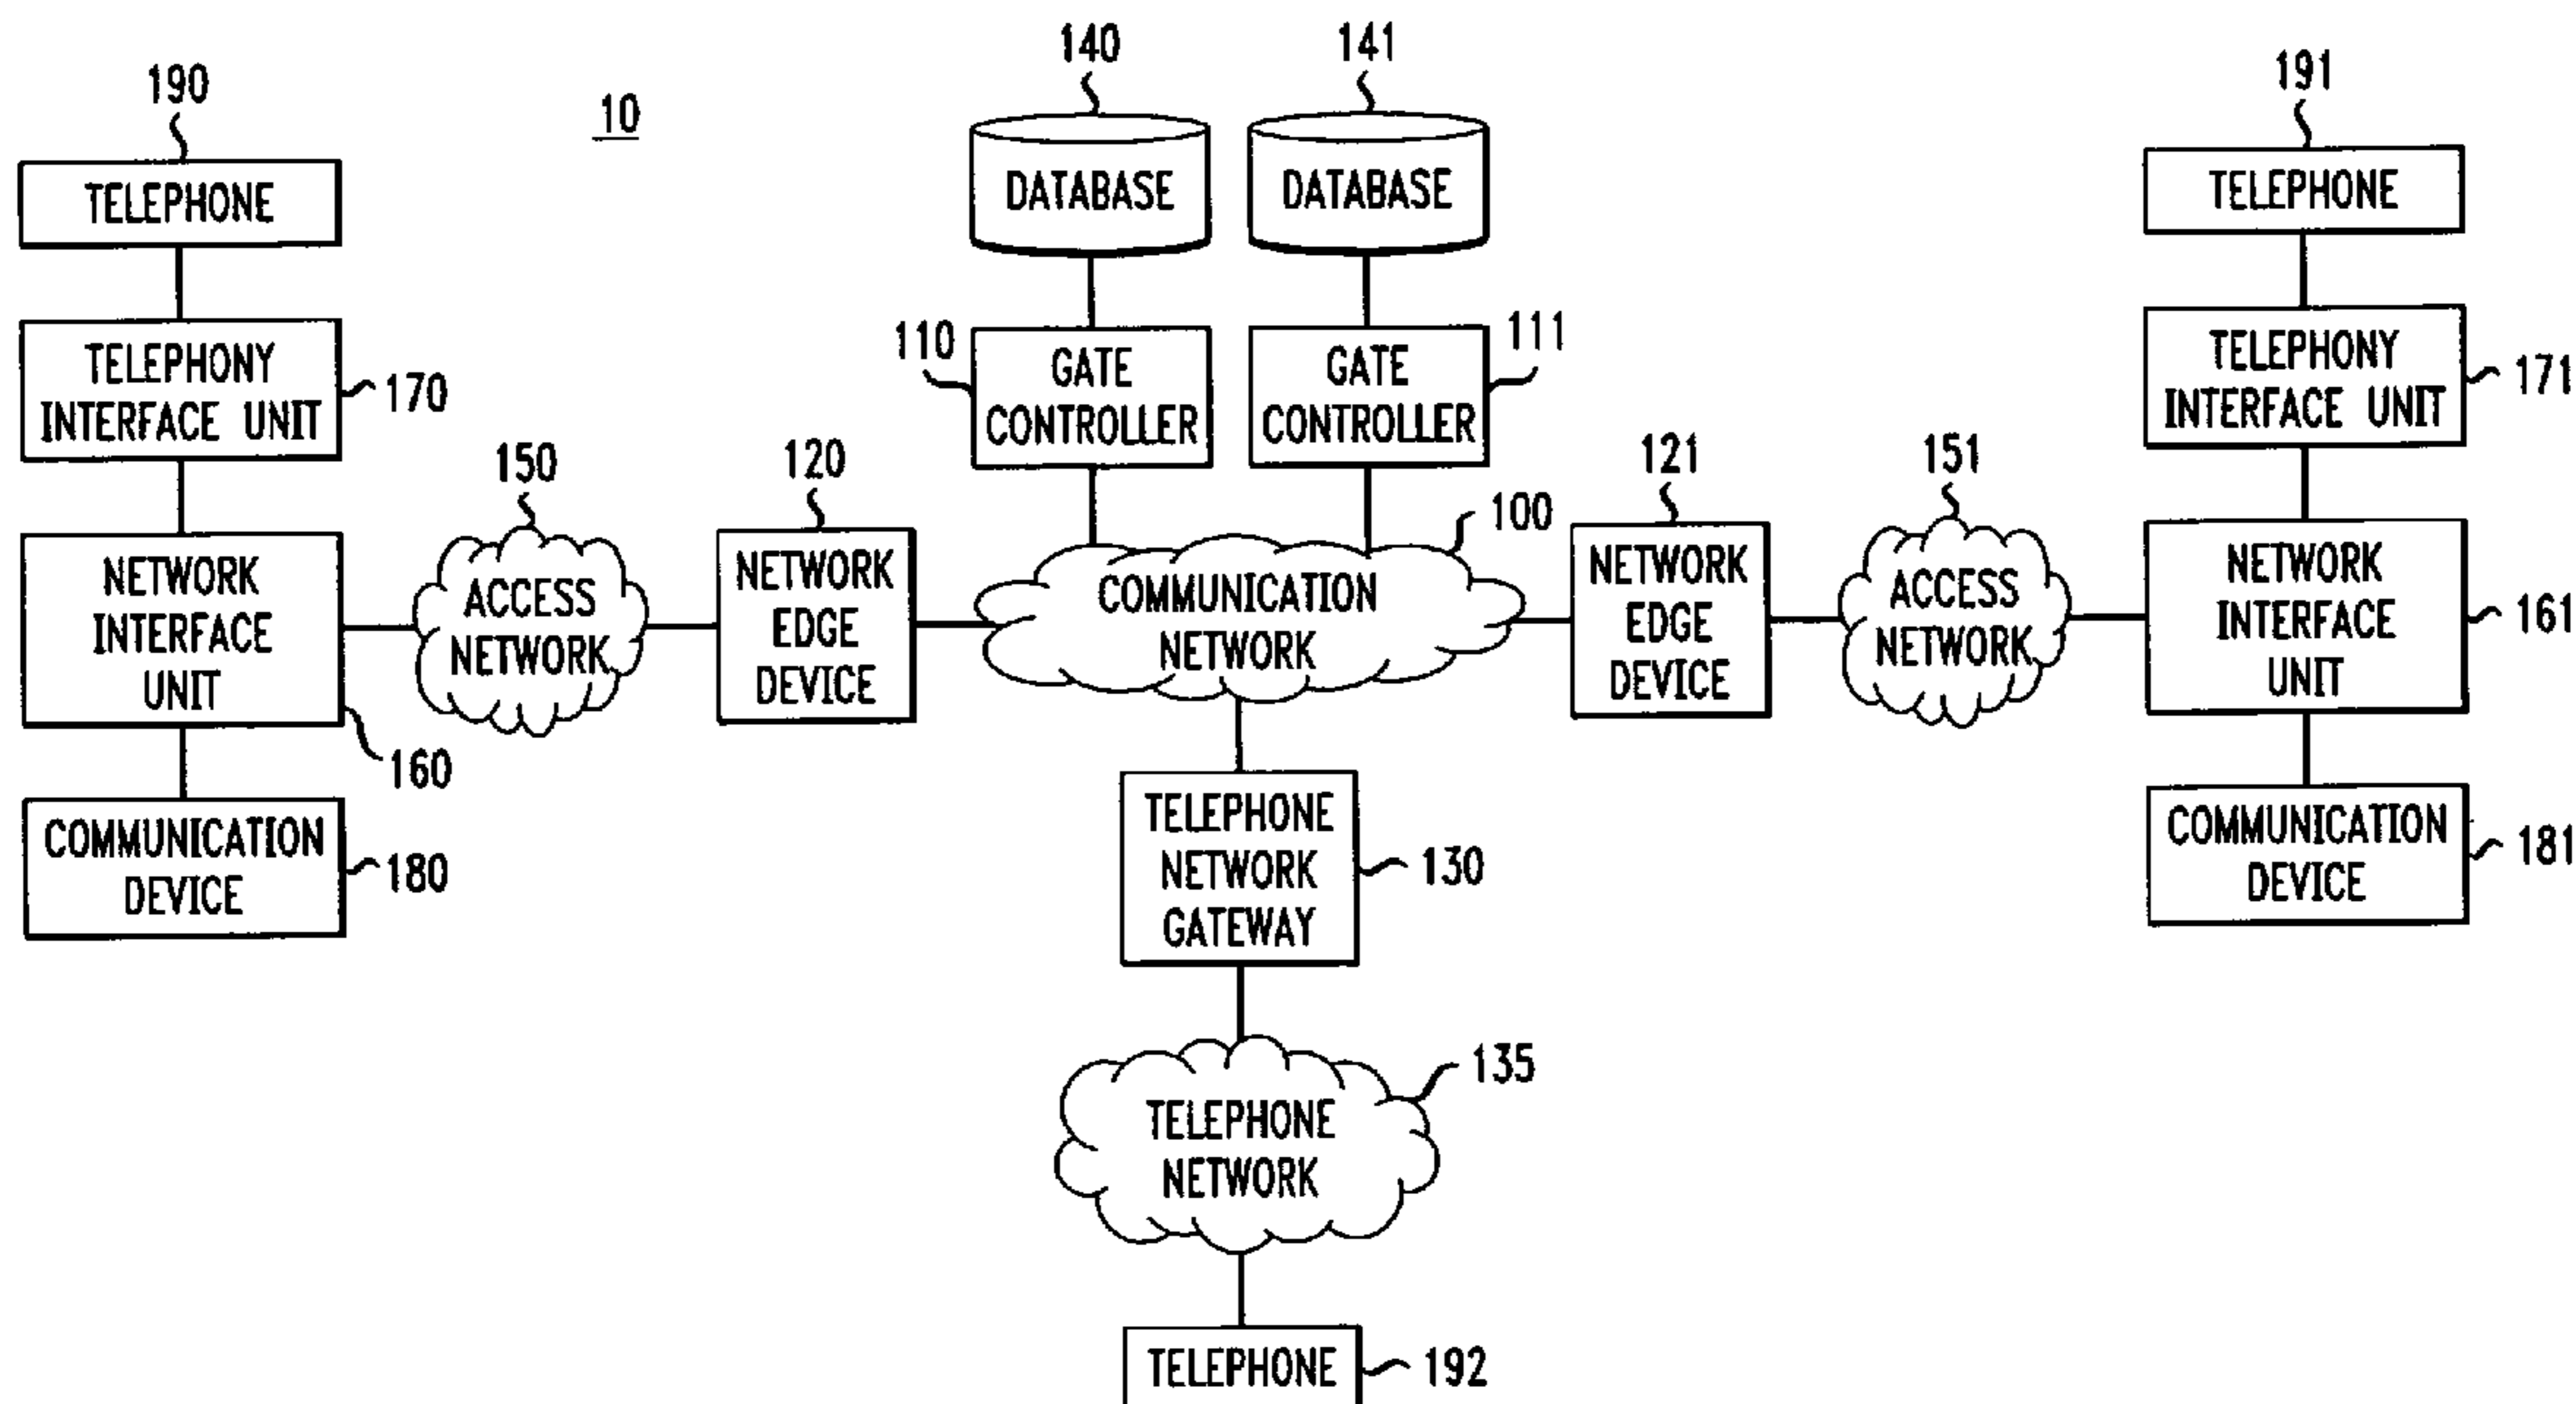 140
141
190
10
191
TELEPHONE
DATABASE
DATABASE
TELEPHONE
110
GATE
CONTROLLER
GATE
CONTROLLER
111
TELEPHONY
INTERFACE UNIT
170
TELEPHONY
INTERFACE UNIT
171
150
120
100
121
151
NETWORK
INTERFACE
UNIT
160
ACCESS
NETWORK
NETWORK
EDGE
DEVICE
COMMUNICATION
NETWORK
NETWORK
EDGE
DEVICE
ACCESS
NETWORK
NETWORK
INTERFACE
UNIT
161
COMMUNICATION
DEVICE
180
TELEPHONE
NETWORK
GATEWAY
130
COMMUNICATION
DEVICE
181
TELEPHONE
NETWORK
135
TELEPHONE
192